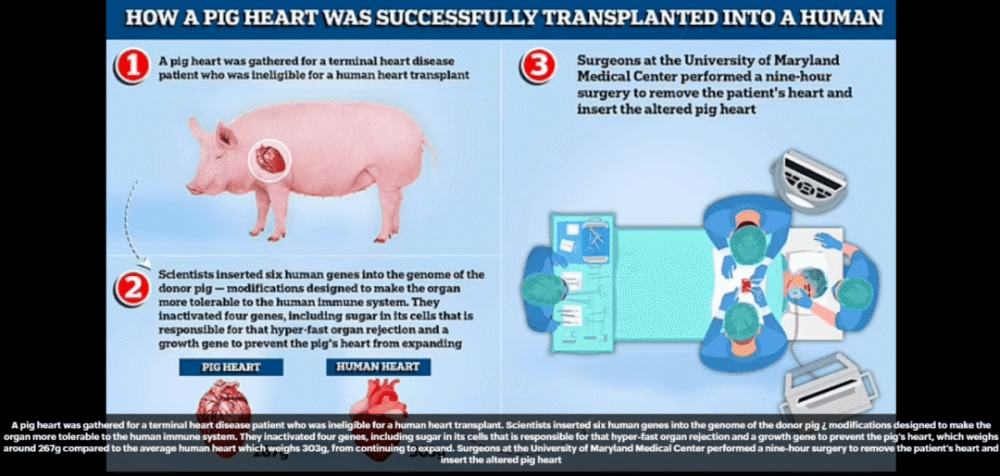 HOW A PIG HEART WAS SUCCESSFULLY TRANSPLANTED INTO A HUMAN
1
A pig heart was gathered for a terminal heart disease
patient who was ineligible for a human heart transplant
2
Scientists inserted six human genes into the genome of the
donor pig — modifications designed to make the organ
more tolerable to the human immune system. They
inactivated four genes, including sugar in its cells that is
responsible for that hyper-fast organ rejection and a
growth gene to prevent the pig's heart from expanding
PIG HEART
HUMAN HEART
267g
303g
3
Surgeons at the University of Maryland
Medical Center performed a nine-hour
surgery to remove the patient's heart and
insert the altered pig heart
A pig heart was gathered for a terminal heart disease patient who was ineligible for a human heart transplant. Scientists inserted six human genes into the genome of the donor pig ¿ modifications designed to make the
organ more tolerable to the human immune system. They inactivated four genes, including sugar in its cells that is responsible for that hyper-fast organ rejection and a growth gene to prevent the pig's heart, which weighs
around 267g compared to the average human heart which weighs 303g, from continuing to expand. Surgeons at the University of Maryland Medical Center performed a nine-hour surgery to remove the patient's heart and
insert the altered pig heart